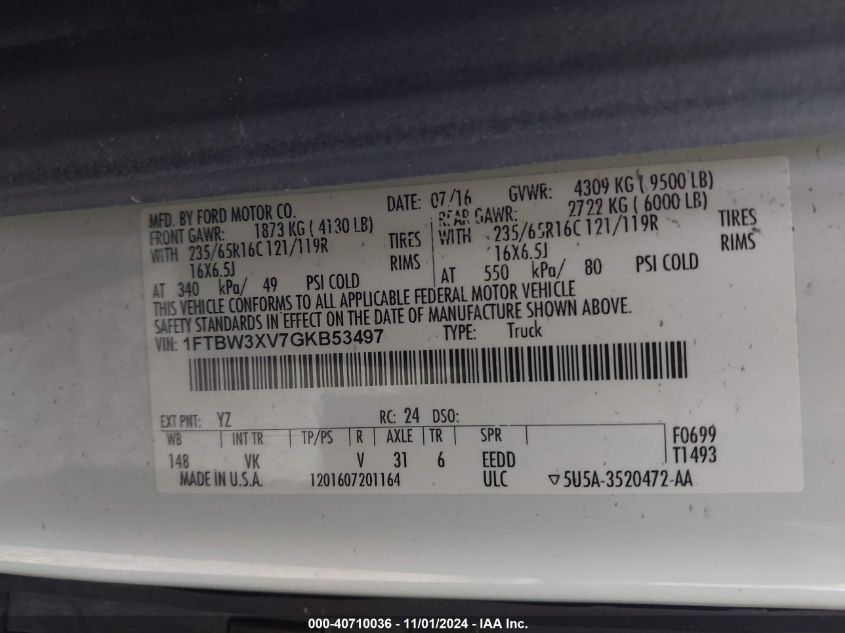 MFD. BY FORD MOTOR CO. DATE: 07/16 GVWR: 4309 KG ( 9500 LB)
FRONT GAWR: 1873 KG ( 4130 LB) REAR GAWR: 2722 KG ( 6000 LB)
WITH 235/65R16C 121/119R TIRES WITH 235/65R16C 121/119R TIRES
16X6.5J RIMS 16X6.5J RIMS
AT 340 kPa/ 49 PSI COLD AT 550 kPa/ 80 PSI COLD
THIS VEHICLE CONFORMS TO ALL APPLICABLE FEDERAL MOTOR VEHICLE
SAFETY STANDARDS IN EFFECT ON THE DATE OF MANUFACTURE SHOWN ABOVE.
VIN: 1FTBW3XV7GKB53497 TYPE: Truck
EXT PNT: YZ RC: 24 DSO:
WB INT TR TP/PS R AXLE TR SPR F0699
148 VK V 31 6 EEDD T1493
MADE IN U.S.A. 1201607201164 ULC ▽5U5A-3520472-AA
000-40710036 - 11/01/2024 - IAA Inc.